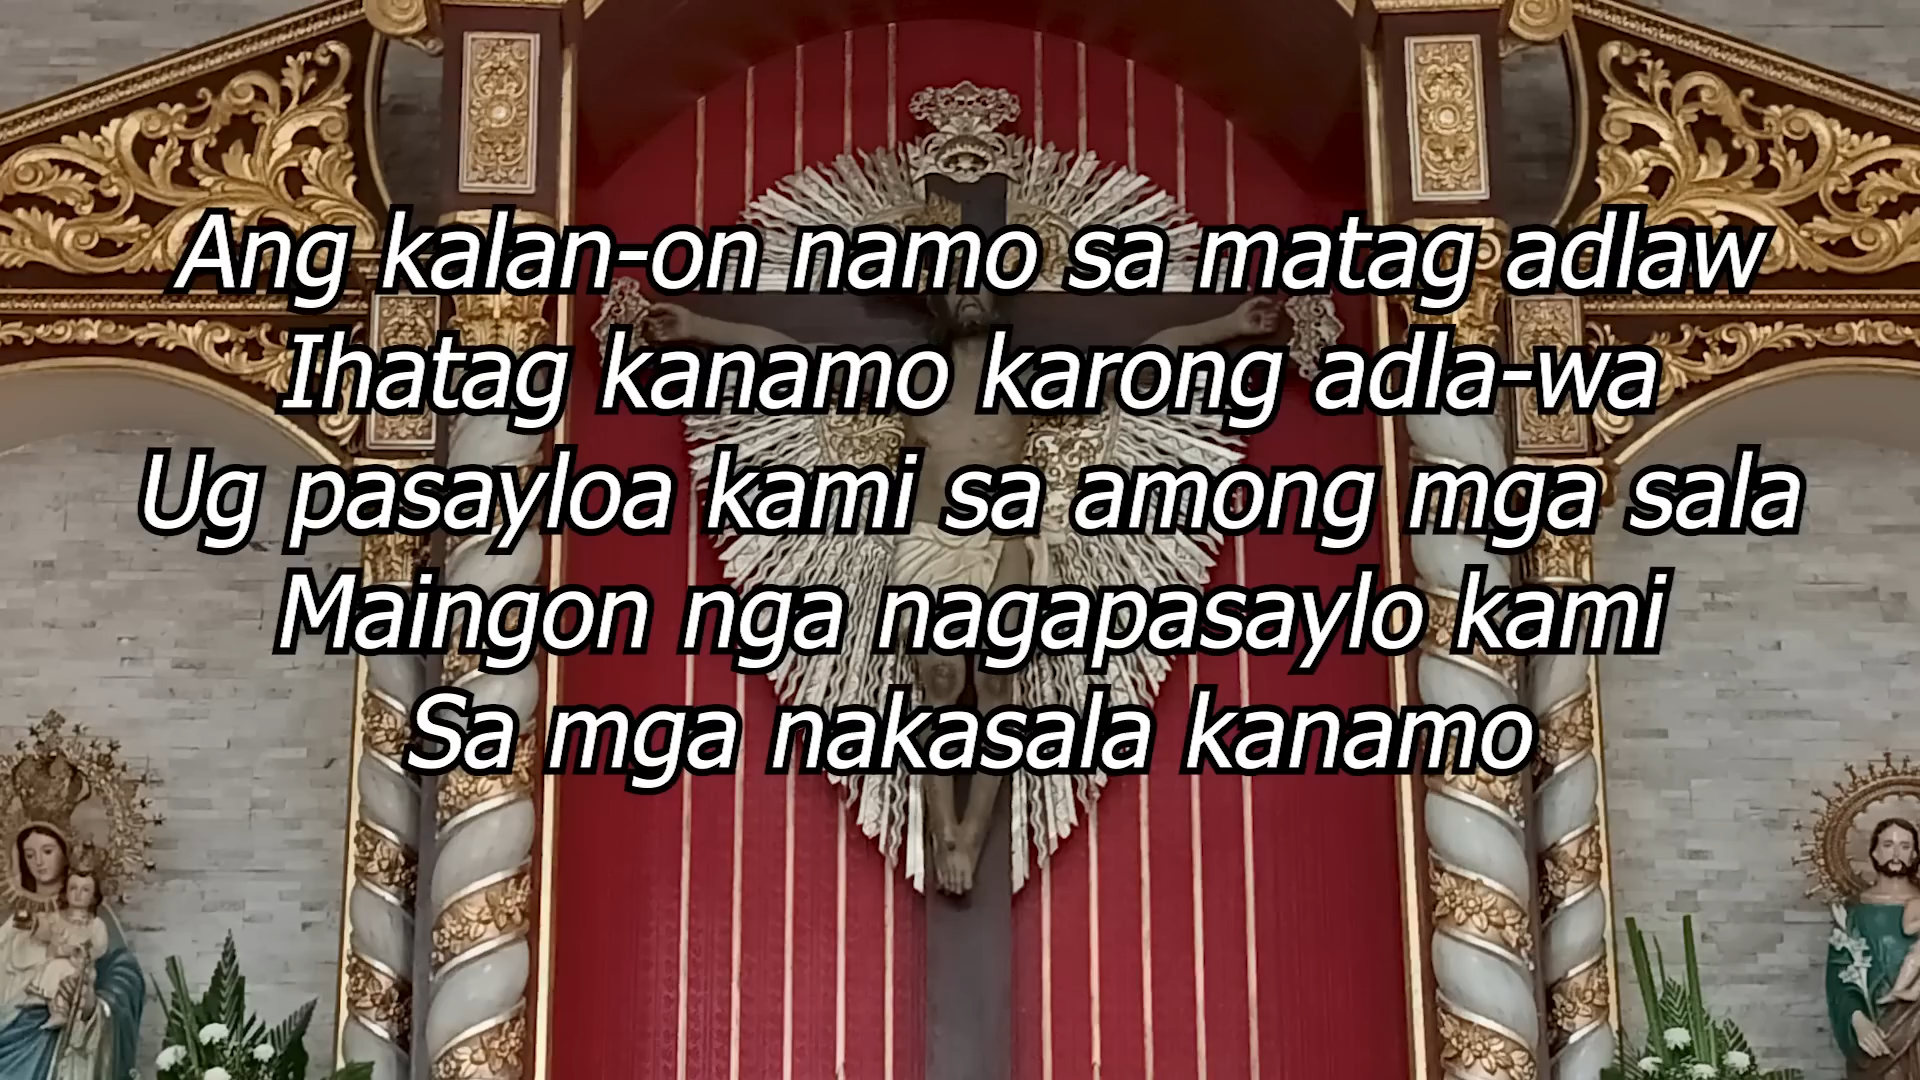 Ang kalan-on namo sa matag adlaw
Ihatag kanamo karong adla-wa
Ug pasayloa kami sa among mga sala
Maingon nga nagapasaylo kami
Sa mga nakasala kanamo